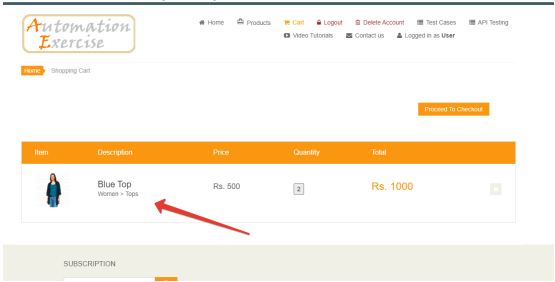 Automation
Exercise
Home Products Cart Logout Delete Account Test Cases API Testing
Video Tutorials Contact us Logged in as User
Home Shopping Cart
Proceed To Checkout
Item Description Price Quantity Total
Blue Top Rs. 500 2 Rs. 1000
Women > Tops
SUBSCRIPTION